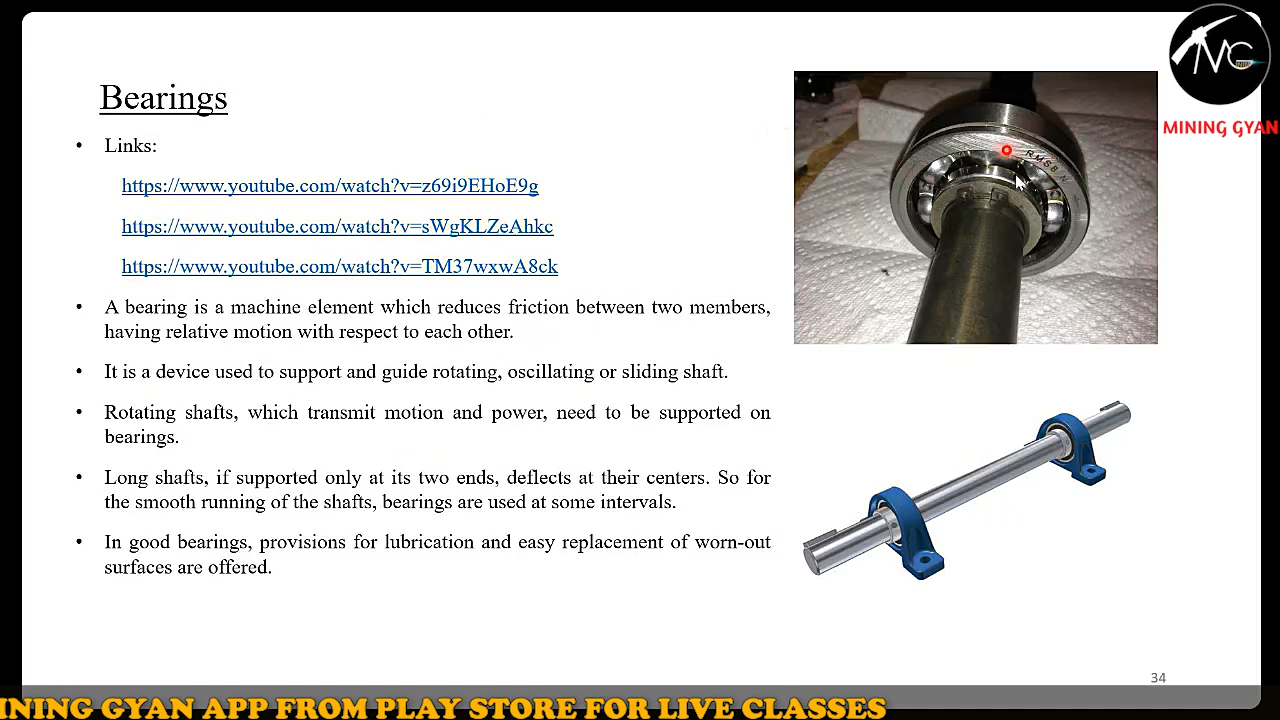 Bearings
• Links:
https://www.youtube.com/watch?v=z69i9EHoE9g
https://www.youtube.com/watch?v=sWgKLZeAhkc
https://www.youtube.com/watch?v=TM37wxwA8ck
• A bearing is a machine element which reduces friction between two members,
having relative motion with respect to each other.
• It is a device used to support and guide rotating, oscillating or sliding shaft.
• Rotating shafts, which transmit motion and power, need to be supported on
bearings.
• Long shafts, if supported only at its two ends, deflects at their centers. So for
the smooth running of the shafts, bearings are used at some intervals.
• In good bearings, provisions for lubrication and easy replacement of worn-out
surfaces are offered.
RMS8 N
MG
MINING GYAN
34
INING GYAN APP FROM PLAY STORE FOR LIVE CLASSES